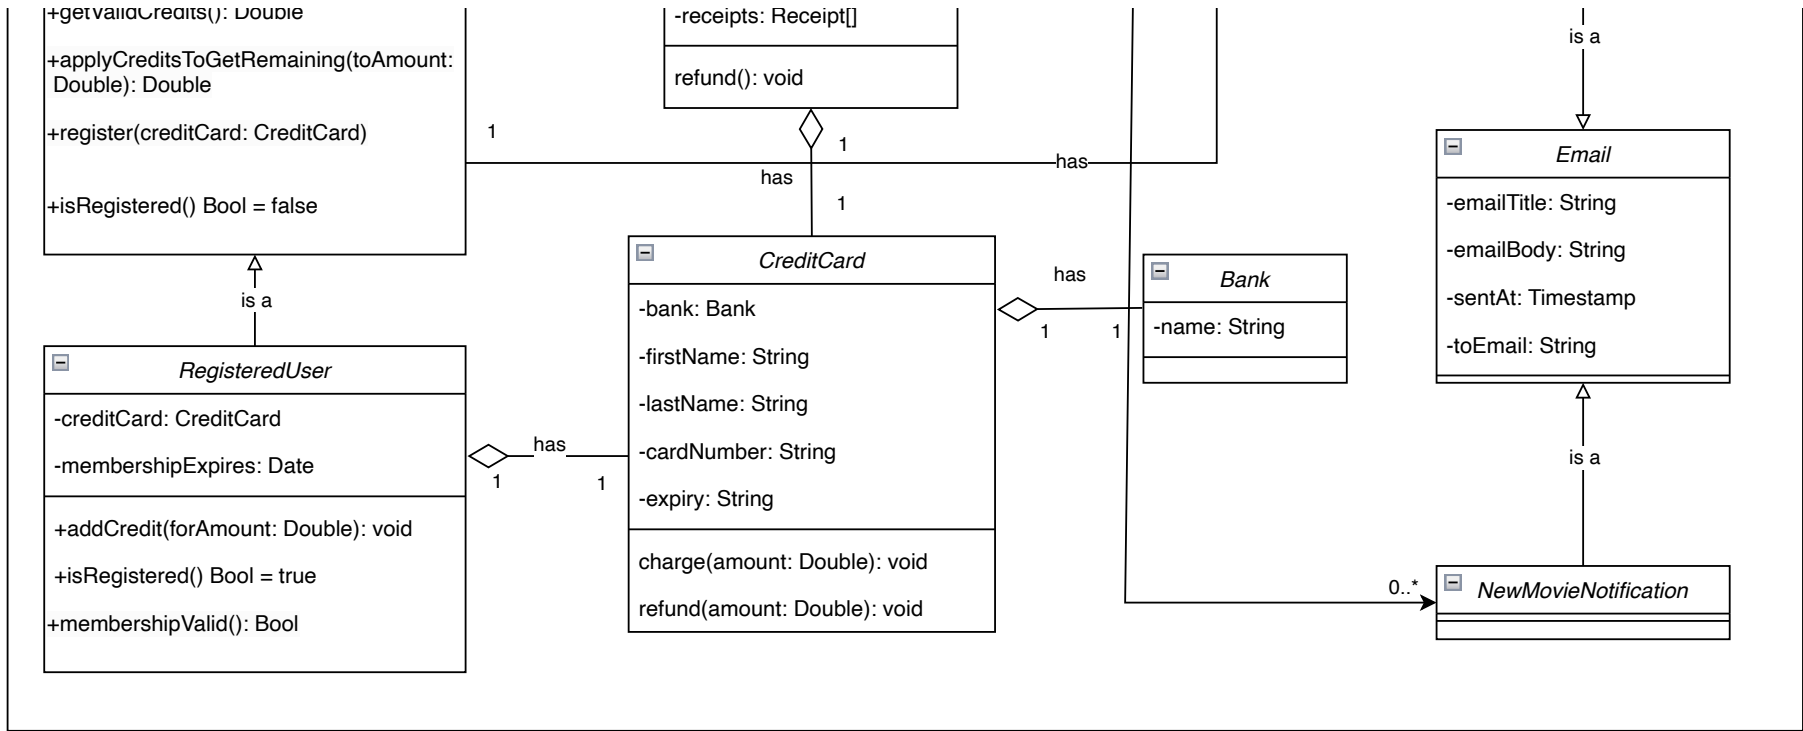 +getValidCredits(): Double
+applyCreditsToGetRemaining(toAmount:
Double): Double
+register(creditCard: CreditCard)
+isRegistered() Bool = false
-receipts: Receipt[]
refund(): void
1
1
has
has
1
is a
is a
Email
-emailTitle: String
-emailBody: String
-sentAt: Timestamp
-toEmail: String
CreditCard
-bank: Bank
-firstName: String
-lastName: String
-cardNumber: String
-expiry: String
charge(amount: Double): void
refund(amount: Double): void
has
1
1
Bank
-name: String
RegisteredUser
-creditCard: CreditCard
-membershipExpires: Date
+addCredit(forAmount: Double): void
+isRegistered() Bool = true
+membershipValid(): Bool
has
1
1
is a
0..*
NewMovieNotification